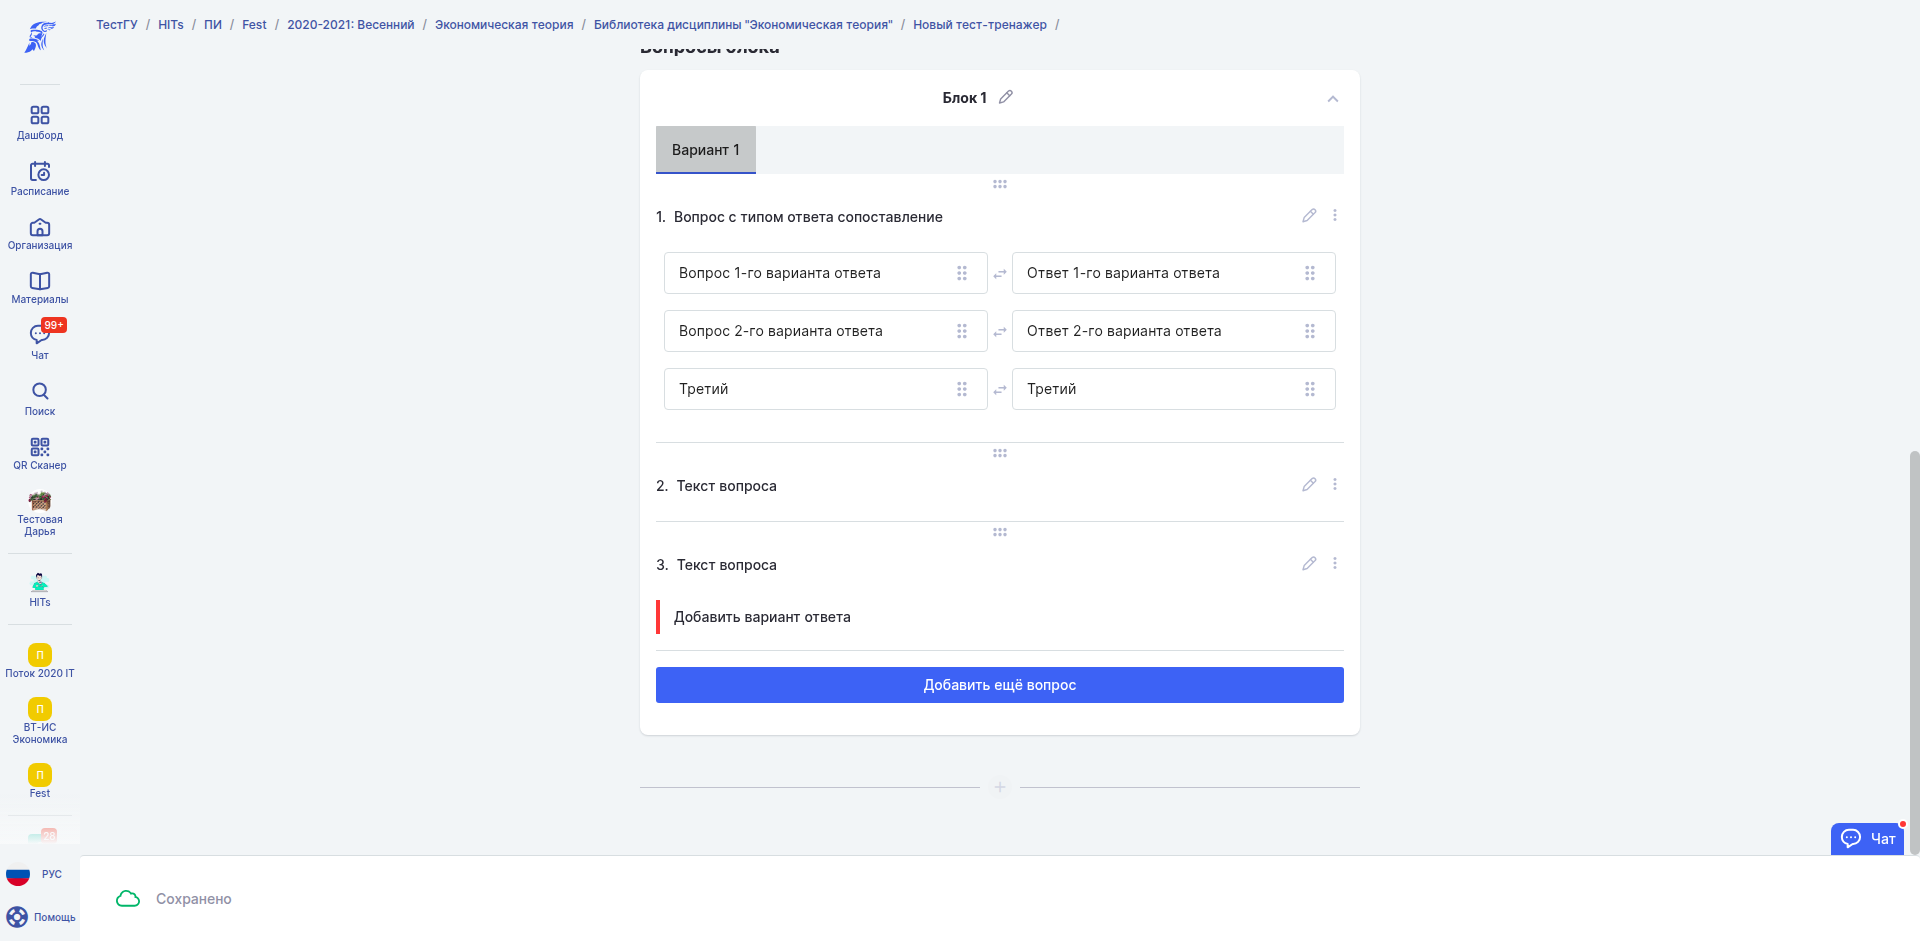 ТестГУ / HITs / ПИ / Fest / 2020-2021: Весенний / Экономическая теория / Библиотека дисциплины "Экономическая теория" / Новый тест-тренажер /
Вопросы блока
Блок 1
Вариант 1
1. Вопрос с типом ответа сопоставление
Вопрос 1-го варианта ответа
Ответ 1-го варианта ответа
Вопрос 2-го варианта ответа
Ответ 2-го варианта ответа
Третий
Третий
2. Текст вопроса
3. Текст вопроса
Добавить вариант ответа
Добавить ещё вопрос
Дашборд
Расписание
Организация
Материалы
99+
Чат
Поиск
QR Сканер
Тестовая
Дарья
HITs
П
Поток 2020 IT
П
ВТ-ИС
Экономика
П
Fest
28
РУС
Помощь
Чат
Сохранено